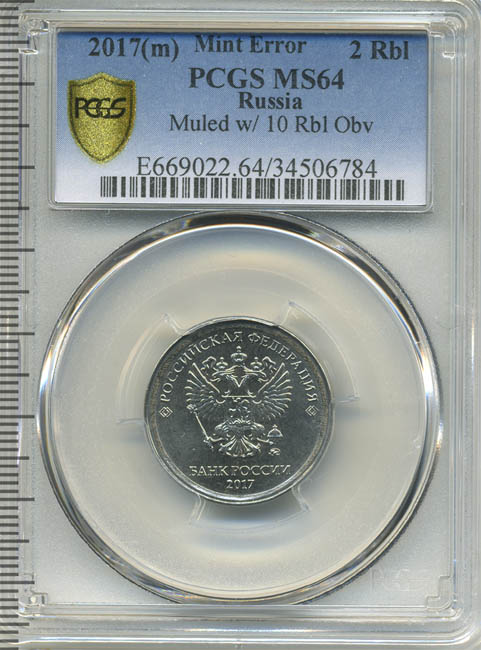 2017(m) Mint Error 2 Rbl
PCGS MS64
Russia
Muled w/ 10 Rbl Obv
PCGS
E669022.64/34506784
РОССИЙСКАЯ ФЕДЕРАЦИЯ
БАНК РОССИИ
2017